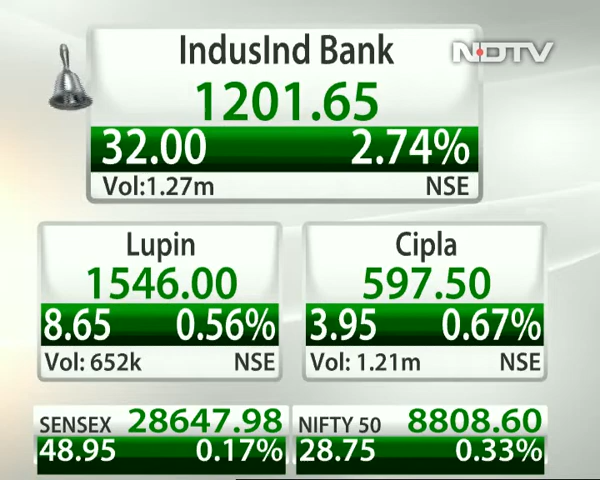 NDTV
IndusInd Bank
1201.65
32.00 2.74%
Vol:1.27m NSE
Lupin
1546.00
8.65 0.56%
Vol: 652k NSE
Cipla
597.50
3.95 0.67%
Vol: 1.21m NSE
SENSEX 28647.98
48.95 0.17%
NIFTY 50 8808.60
28.75 0.33%